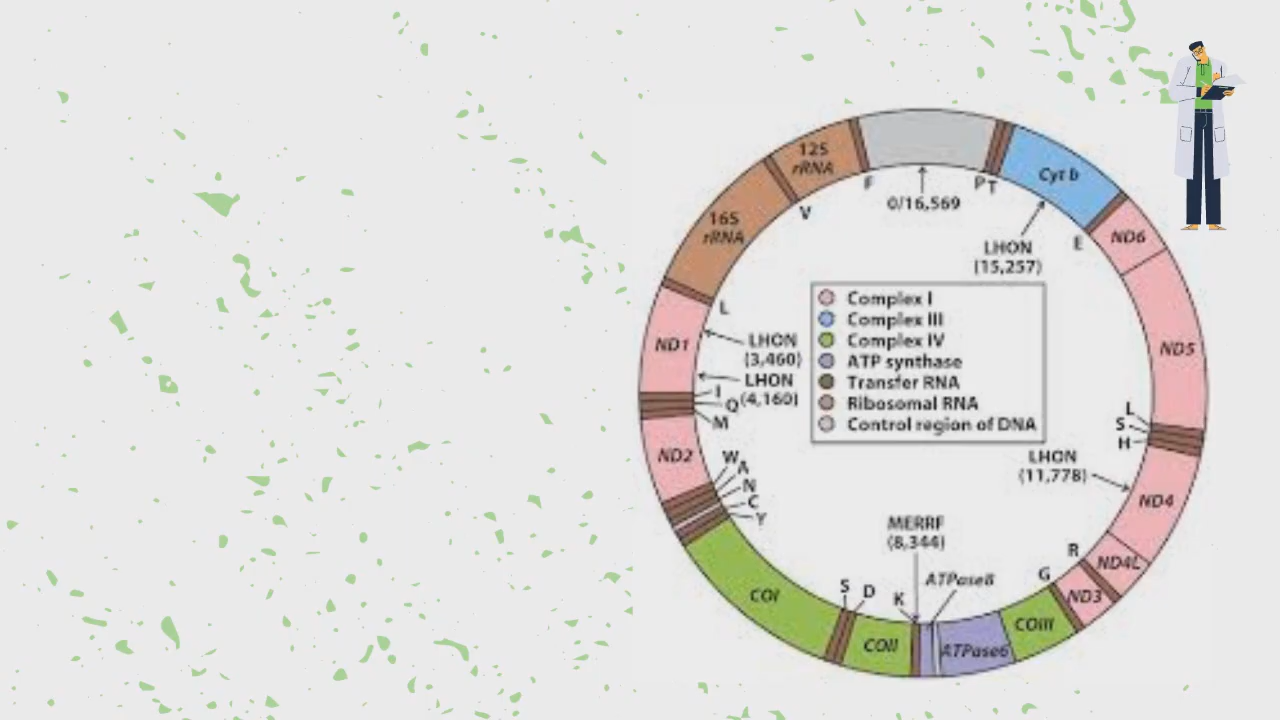 12S
rRNA
F
PT
Cyt b
0/16,569
V
16S
rRNA
E
ND6
LHON
(15,257)
L
Complex I
Complex III
Complex IV
ATP synthase
Transfer RNA
Ribosomal RNA
Control region of DNA
ND1
LHON
(3,460)
LHON
(4,160)
I
Q
M
ND5
L
S
H
ND2
W
A
N
C
Y
LHON
(11,778)
ND4
MERRF
(8,344)
R
ND4L
G
ND3
ATPase8
S
D
K
COI
COII
ATPase6
COIII